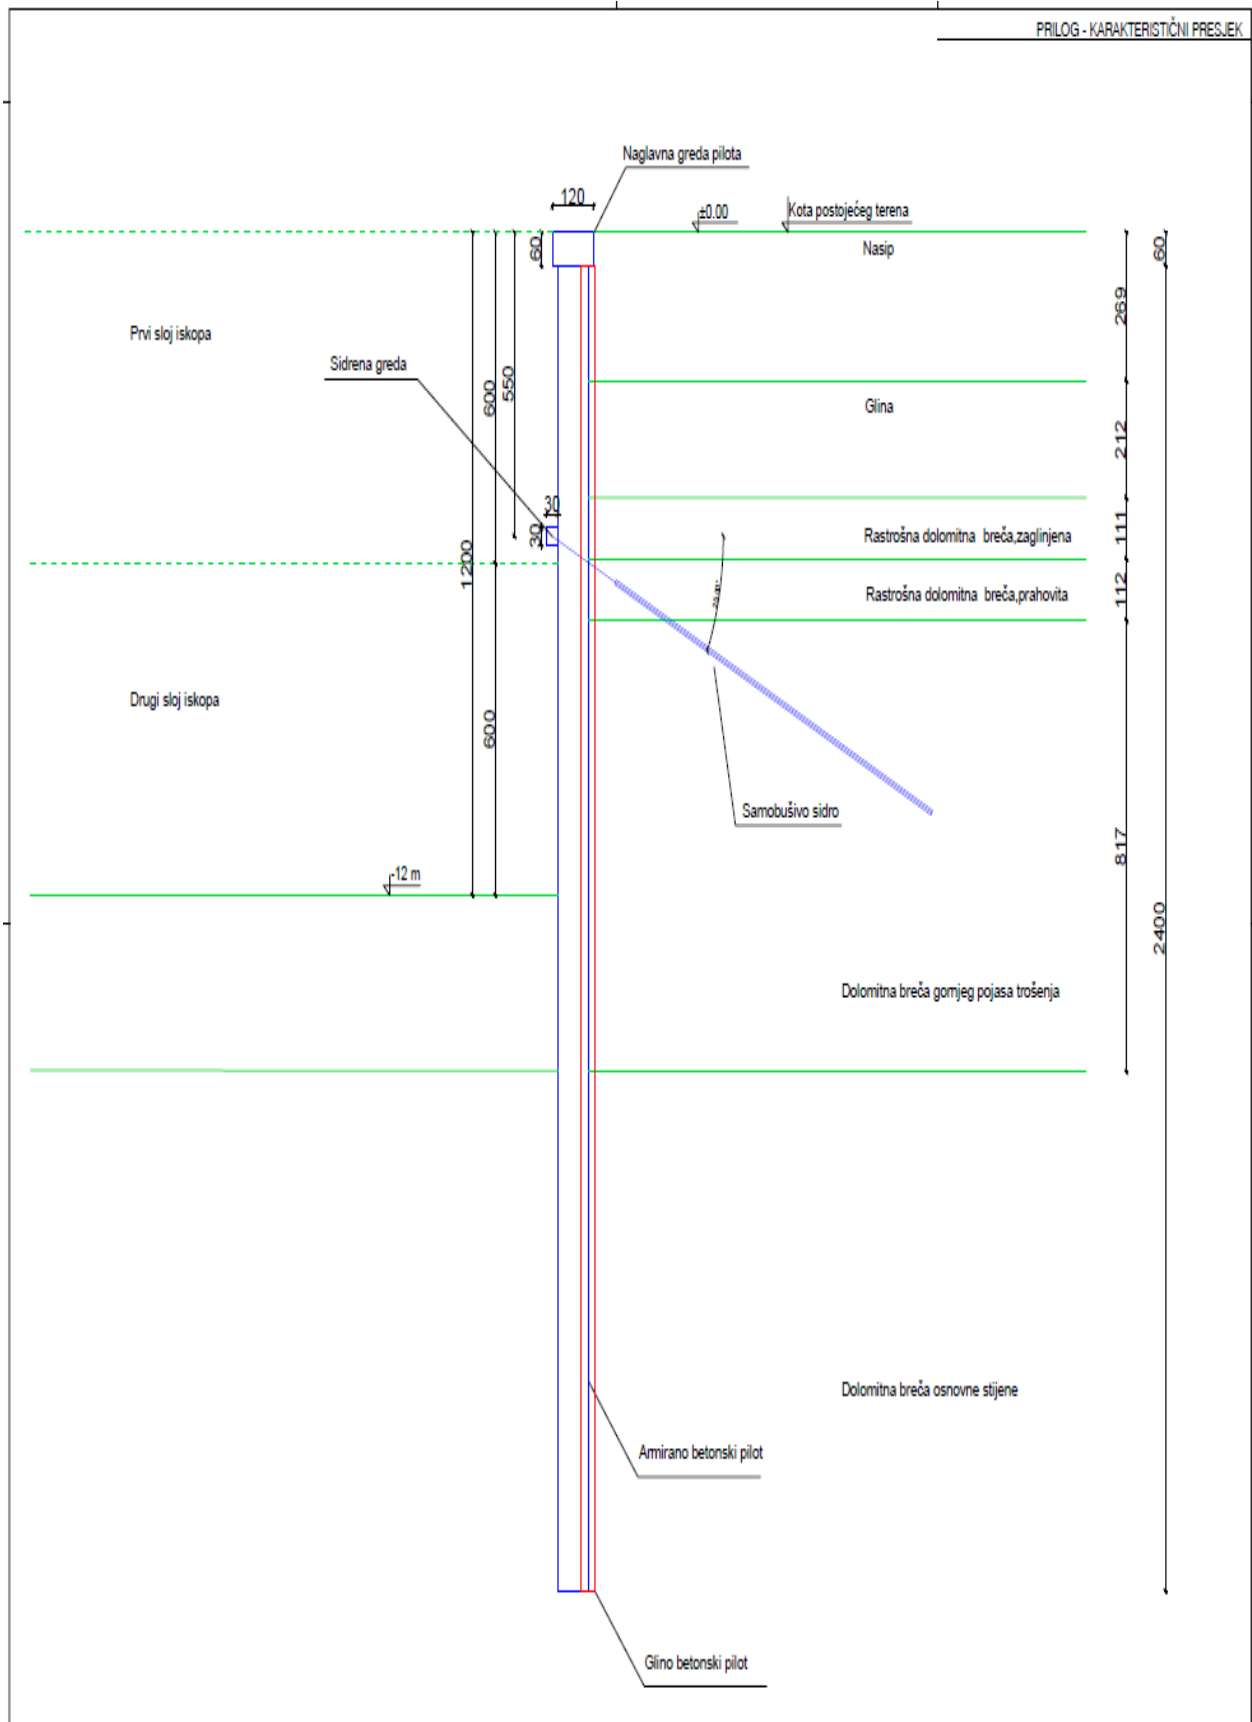 PRILOG - KARAKTERISTIČNI PRESJEK
Naglavna greda pilota
120
±0.00
Kota postojećeg terena
60
Nasip
60
269
Prvi sloj iskopa
Sidrena greda
600
550
Glina
212
30
30
Rastrošna dolomitna breča,zaglinjena
111
1200
Rastrošna dolomitna breča,prahovita
112
Drugi sloj iskopa
600
Samobušivo sidro
817
-12 m
2400
Dolomitna breča gornjeg pojasa trošenja
Dolomitna breča osnovne stijene
Armirano betonski pilot
Glino betonski pilot